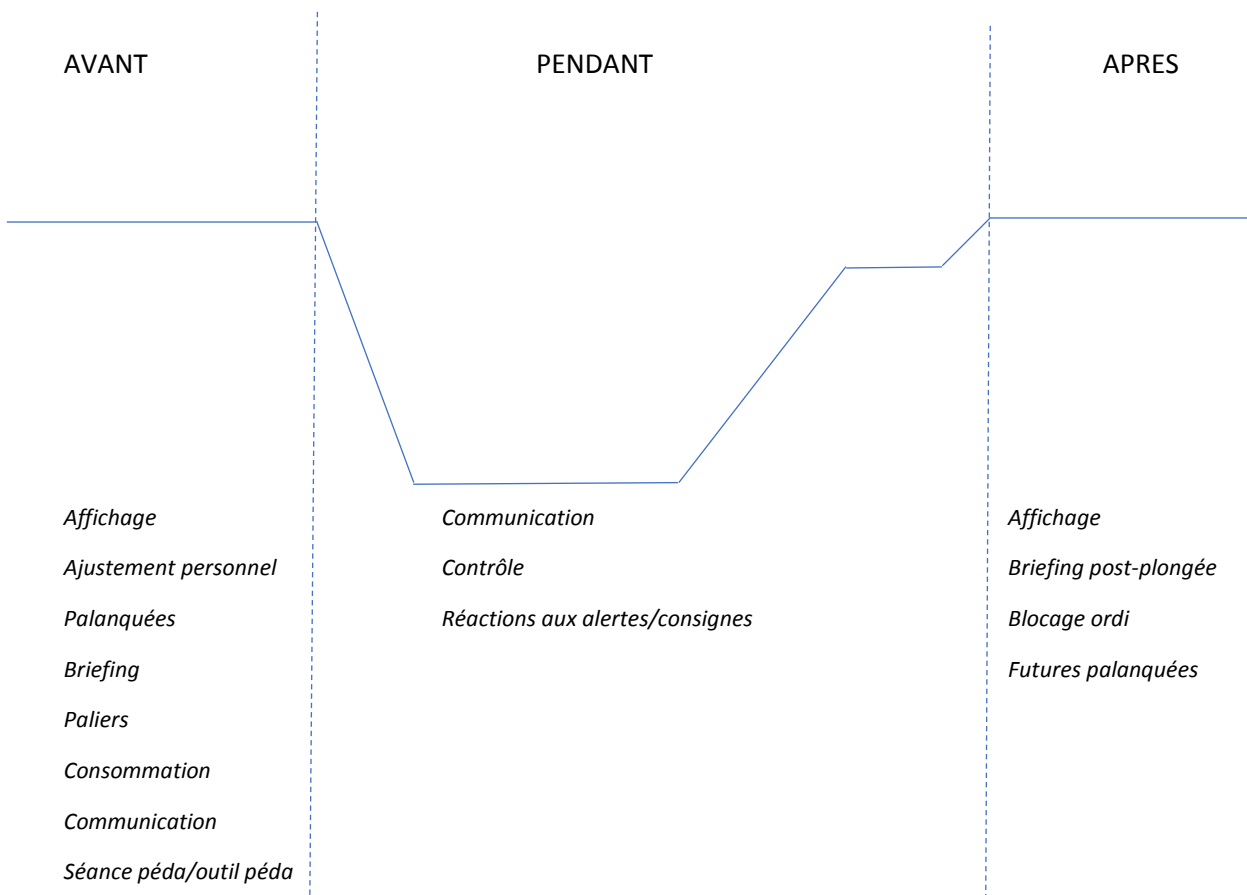 AVANT
PENDANT
APRES
Affichage
Ajustement personnel
Palanquées
Briefing
Paliers
Consommation
Communication
Séance péda/outil péda
Communication
Contrôle
Réactions aux alertes/consignes
Affichage
Briefing post-plongée
Blocage ordi
Futures palanquées